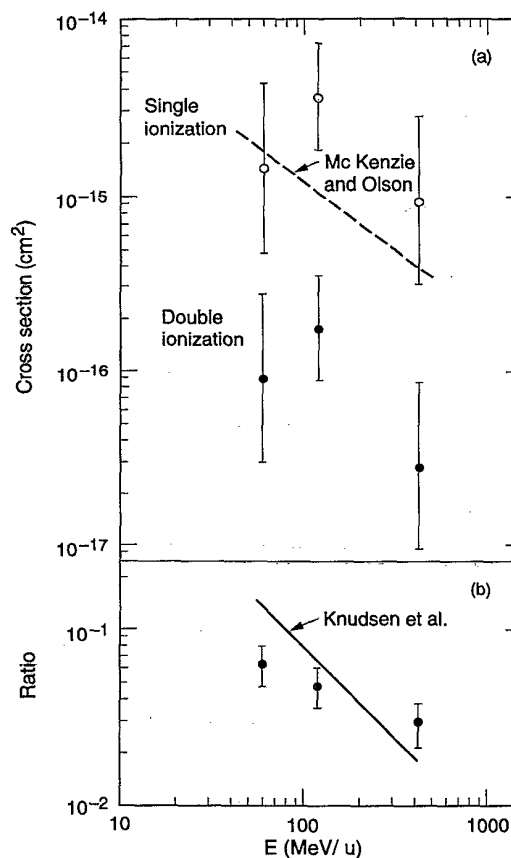 10⁻¹⁴
(a)
Single
ionization
Mc Kenzie
and Olson
10⁻¹⁵
Cross section (cm²)
Double
ionization
10⁻¹⁶
10⁻¹⁷
(b)
Knudsen et al.
10⁻¹
Ratio
10⁻²
10
100
1000
E (MeV/ u)